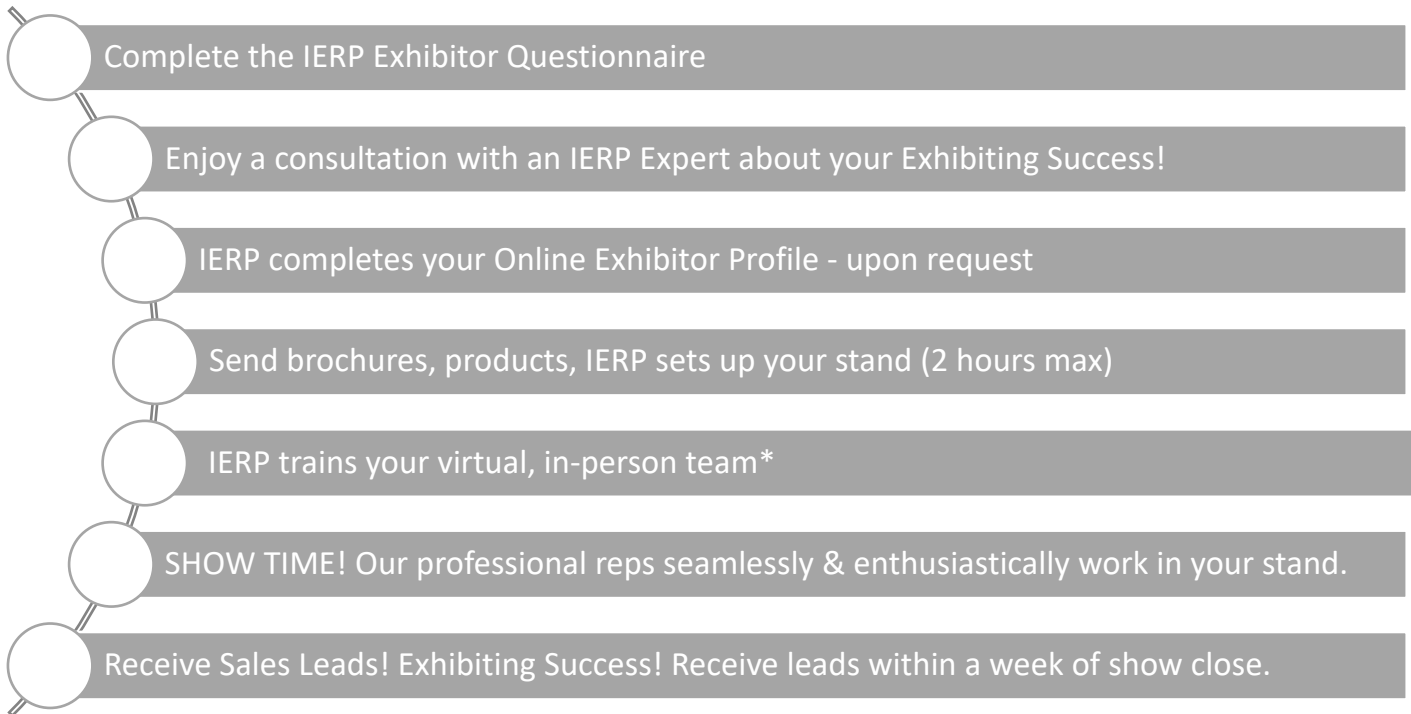 Complete the IERP Exhibitor Questionnaire
Enjoy a consultation with an IERP Expert about your Exhibiting Success!
IERP completes your Online Exhibitor Profile - upon request
Send brochures, products, IERP sets up your stand (2 hours max)
IERP trains your virtual, in-person team*
SHOW TIME! Our professional reps seamlessly & enthusiastically work in your stand.
Receive Sales Leads! Exhibiting Success! Receive leads within a week of show close.